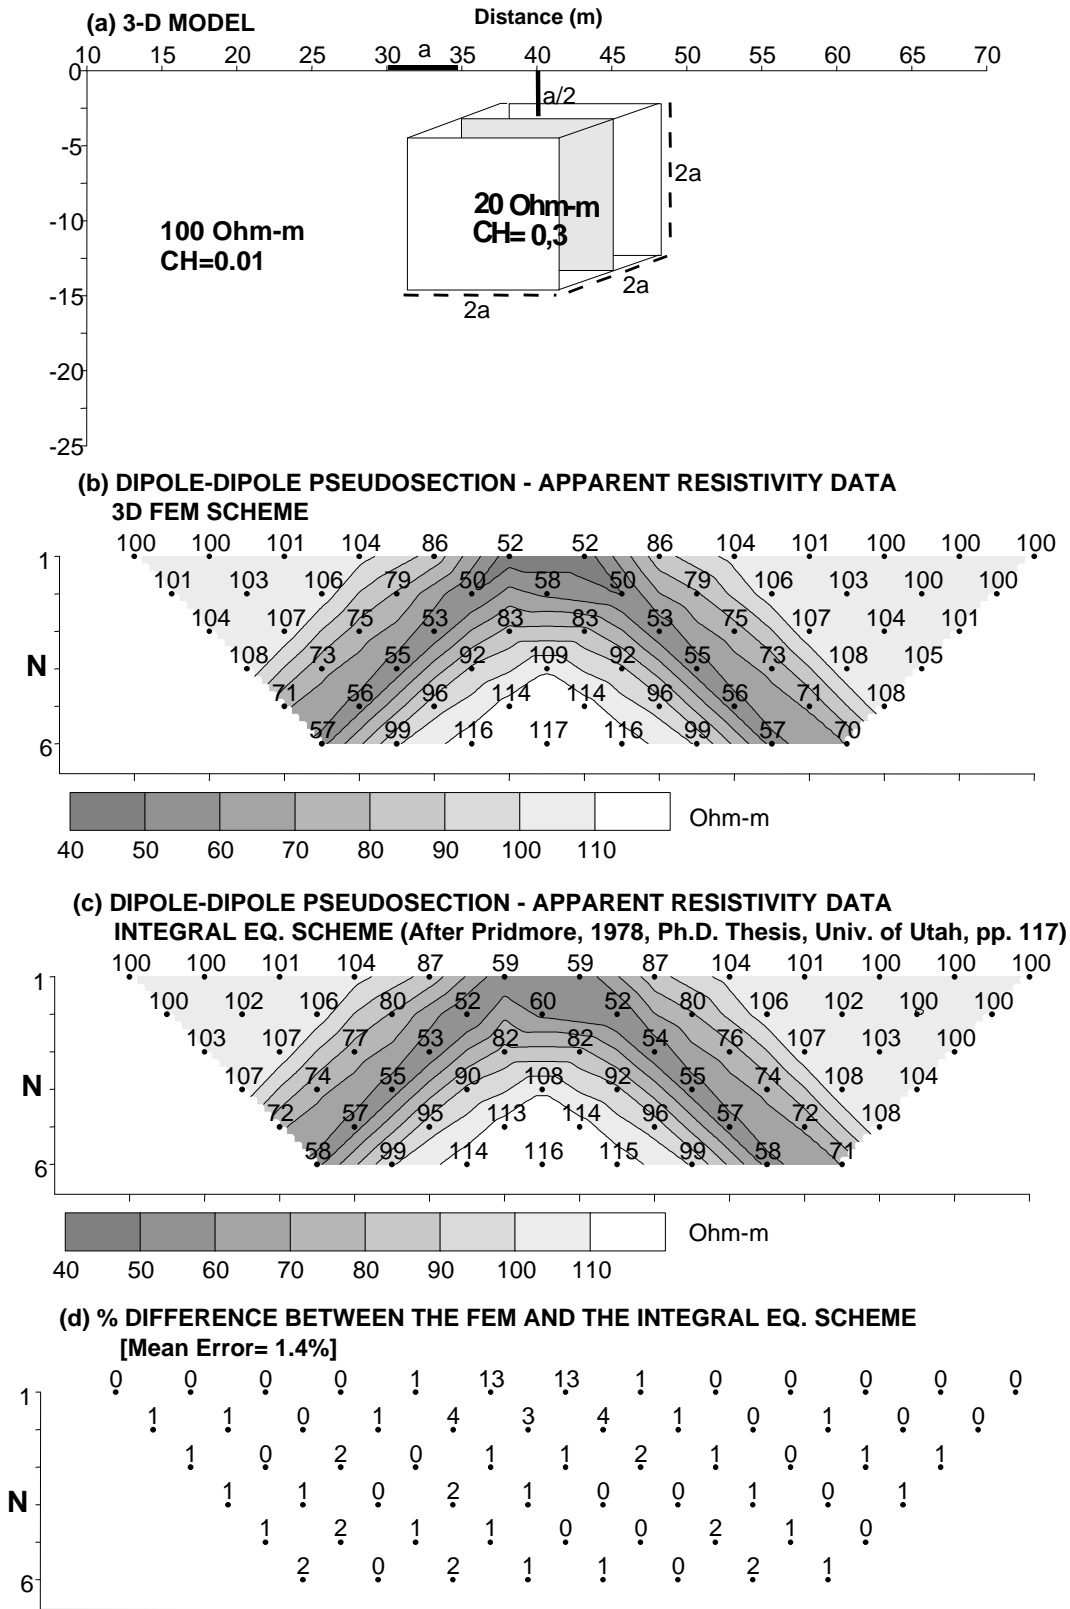 (a) 3-D MODEL
Distance (m)
10 15 20 25 30 a 35 40 45 50 55 60 65 70
0
a/2
-5
2a
20 Ohm-m
CH= 0,3
-10
100 Ohm-m
CH=0.01
2a
-15
2a
-20
-25
(b) DIPOLE-DIPOLE PSEUDOSECTION - APPARENT RESISTIVITY DATA
3D FEM SCHEME
1 100 100 101 104 86 52 52 86 104 101 100 100 100
101 103 106 79 50 58 50 79 106 103 100 100
104 107 75 53 83 83 53 75 107 104 101
N 108 73 55 92 109 92 55 73 108 105
71 56 96 114 114 96 56 71 108
6 57 99 116 117 116 99 57 70
Ohm-m
40 50 60 70 80 90 100 110
(c) DIPOLE-DIPOLE PSEUDOSECTION - APPARENT RESISTIVITY DATA
INTEGRAL EQ. SCHEME (After Pridmore, 1978, Ph.D. Thesis, Univ. of Utah, pp. 117)
1 100 100 101 104 87 59 59 87 104 101 100 100 100
100 102 106 80 52 60 52 80 106 102 100 100
103 107 77 53 82 82 54 76 107 103 100
N 107 74 55 90 108 92 55 74 108 104
72 57 95 113 114 96 57 72 108
6 58 99 114 116 115 99 58 71
Ohm-m
40 50 60 70 80 90 100 110
(d) % DIFFERENCE BETWEEN THE FEM AND THE INTEGRAL EQ. SCHEME
[Mean Error= 1.4%]
1 0 0 0 0 1 13 13 1 0 0 0 0 0
1 1 0 1 4 3 4 1 0 1 0 0
1 0 2 0 1 1 2 1 0 1 1
N 1 1 0 2 1 0 0 1 0 1
1 2 1 1 0 0 2 1 0
6 2 0 2 1 1 0 2 1